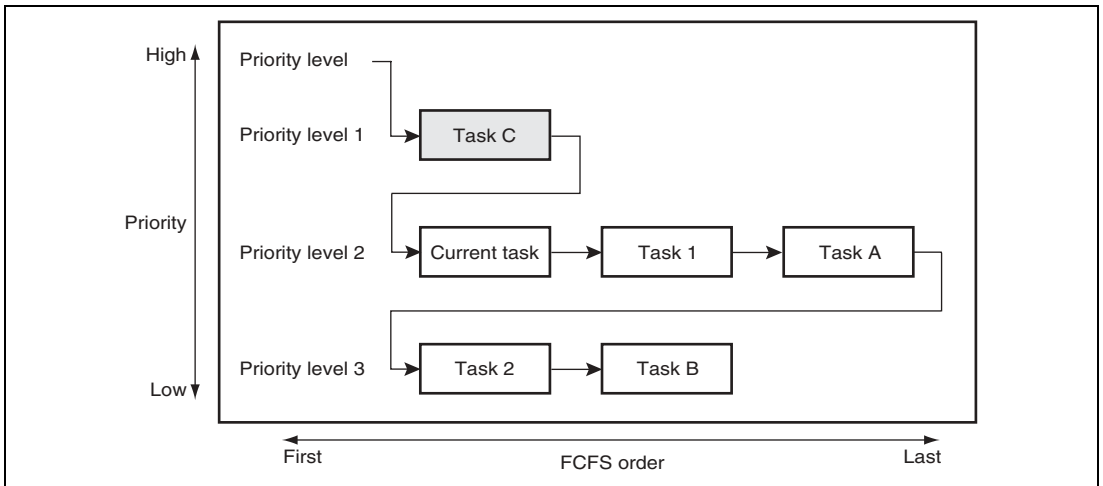 High
Priority level
Priority level 1
Task C
Priority
Priority level 2
Current task
Task 1
Task A
Priority level 3
Task 2
Task B
Low
First
FCFS order
Last